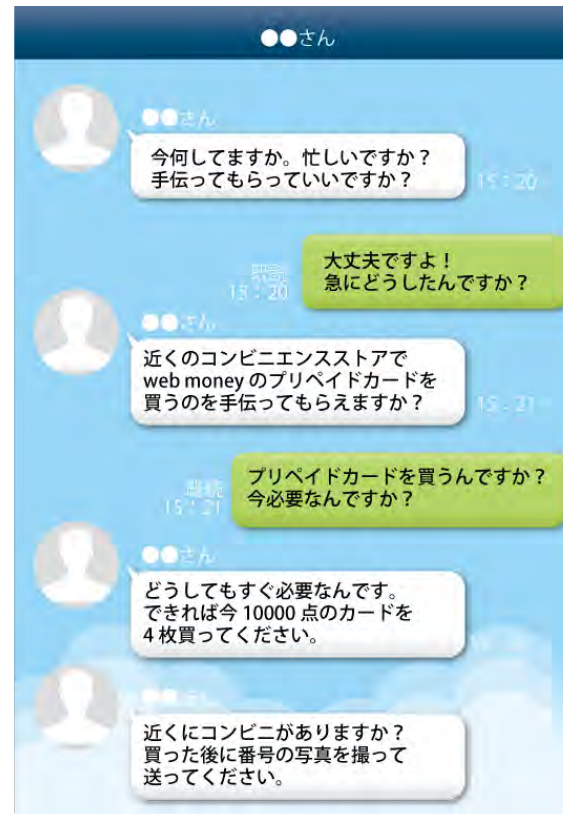 ●●さん
●●さん
今何してますか。忙しいですか？
手伝ってもらっていいですか？
15：20
大丈夫ですよ！
急にどうしたんですか？
15：20
●●さん
近くのコンビニエンスストアで
web money のプリペイドカードを
買うのを手伝ってもらえますか？
15：21
プリペイドカードを買うんですか？
今必要なんですか？
15：21
●●さん
どうしてもすぐ必要なんです。
できれば今 10000 点のカードを
4 枚買ってください。
近くにコンビニがありますか？
買った後に番号の写真を撮って
送ってください。